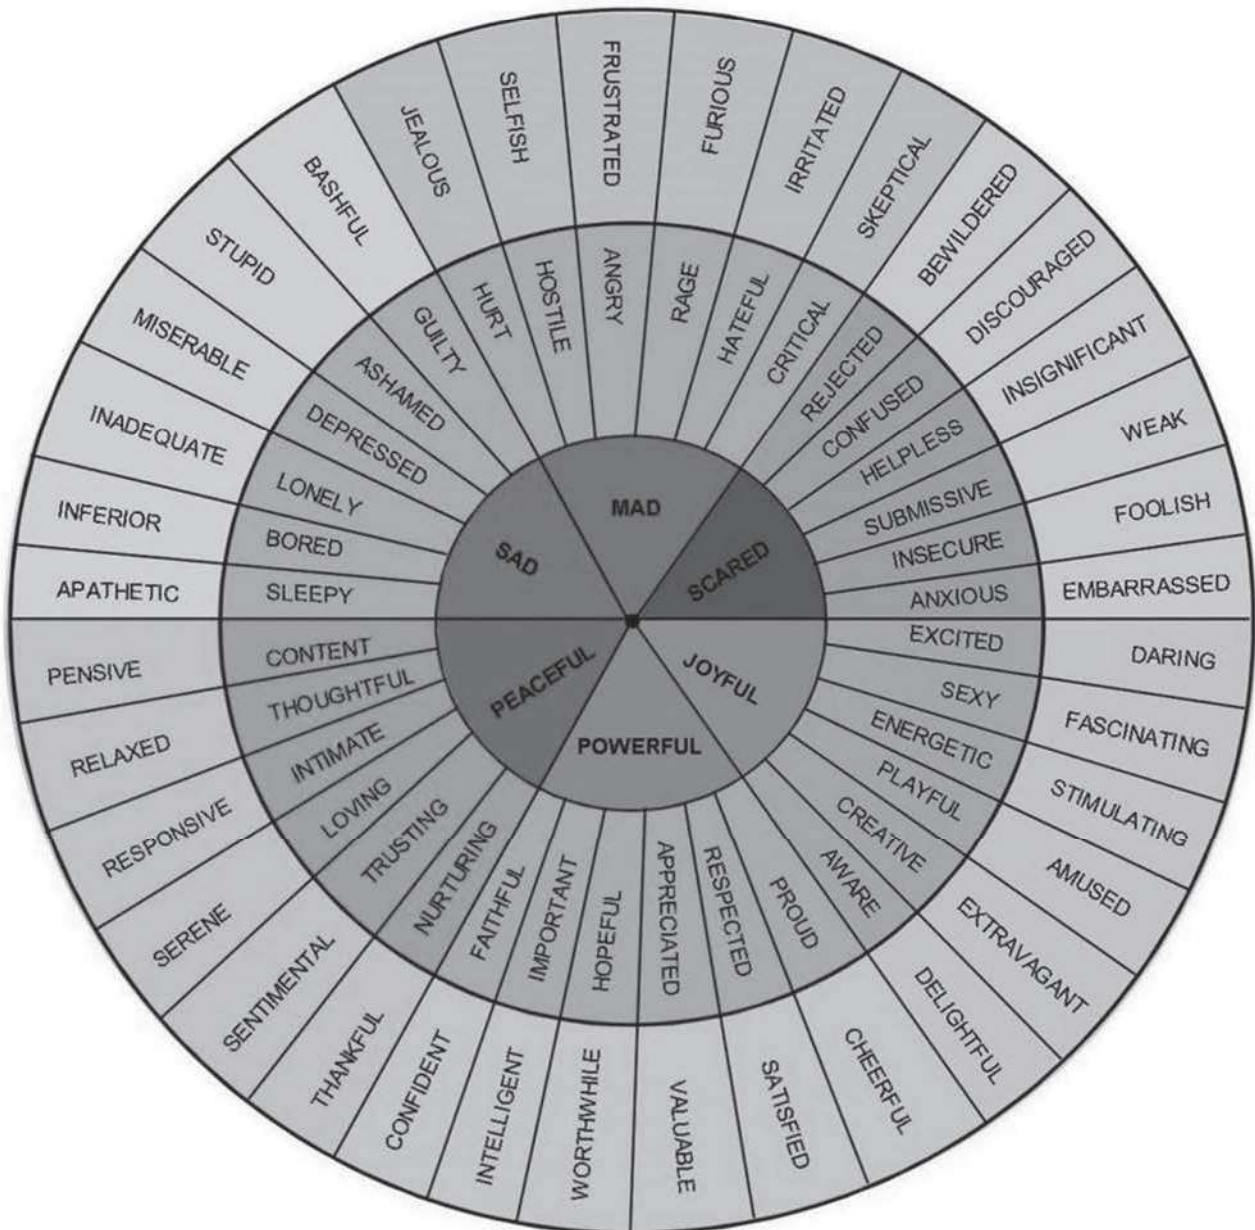 MAD
SCARED
JOYFUL
POWERFUL
PEACEFUL
SAD
HURT
HOSTILE
ANGRY
RAGE
HATEFUL
CRITICAL
REJECTED
CONFUSED
HELPLESS
SUBMISSIVE
INSECURE
ANXIOUS
EXCITED
SEXY
ENERGETIC
PLAYFUL
CREATIVE
AWARE
PROUD
RESPECTED
APPRECIATED
HOPEFUL
IMPORTANT
FAITHFUL
NURTURING
TRUSTING
LOVING
INTIMATE
THOUGHTFUL
CONTENT
SLEEPY
BORED
LONELY
DEPRESSED
ASHAMED
GUILTY
JEALOUS
SELFISH
FRUSTRATED
FURIOUS
IRRITATED
SKEPTICAL
BEWILDERED
DISCOURAGED
INSIGNIFICANT
WEAK
FOOLISH
EMBARRASSED
DARING
FASCINATING
STIMULATING
AMUSED
EXTRAVAGANT
DELIGHTFUL
CHEERFUL
SATISFIED
VALUABLE
WORTHWHILE
INTELLIGENT
CONFIDENT
THANKFUL
SENTIMENTAL
SERENE
RESPONSIVE
RELAXED
PENSIVE
APATHETIC
INFERIOR
INADEQUATE
MISERABLE
STUPID
BASHFUL